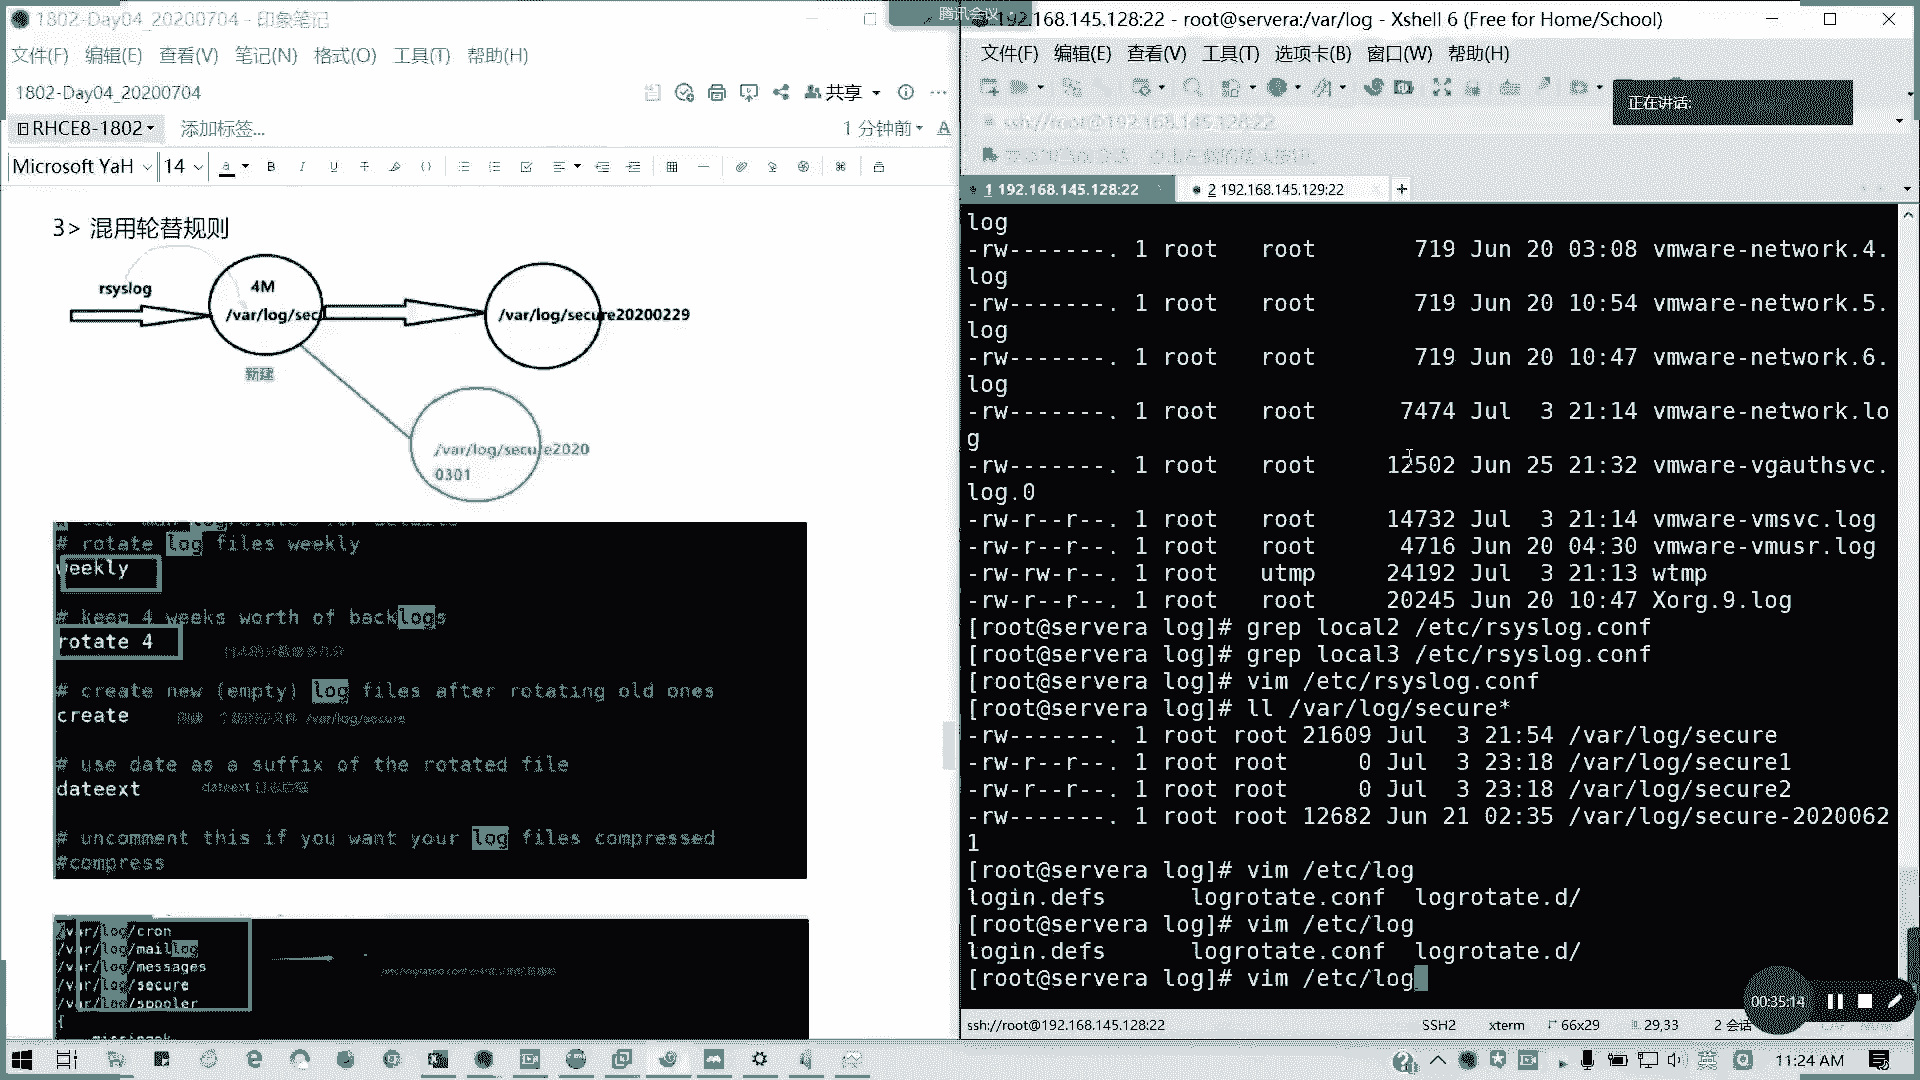 1802-Day04_20200704 - 印象笔记
文件(F) 编辑(E) 查看(V) 笔记(N) 格式(O) 工具(T) 帮助(H)
1802-Day04_20200704
共享
RHCE8-1802
添加标签...
1 分钟前
Microsoft YaH 14
3> 混用轮替规则
rsyslog
4M
/var/log/sec
/var/log/secure20200229
新建
/var/log/secure2020
0301
# rotate log files weekly
weekly
# keep 4 weeks worth of backlogs
rotate 4
# create new (empty) log files after rotating old ones
create
/var/log/secure
# use date as a suffix of the rotated file
dateext
dateext
# uncomment this if you want your log files compressed
#compress
/var/log/cron
/var/log/maillog
/var/log/messages
/var/log/secure
/var/log/spooler
{
腾讯会议
192.168.145.128:22 - root@servera:/var/log - Xshell 6 (Free for Home/School)
文件(F) 编辑(E) 查看(V) 工具(T) 选项卡(B) 窗口(W) 帮助(H)
正在讲话:
ssh://root@192.168.145.128:22
1 192.168.145.128:22
2 192.168.145.129:22
log
-rw-------. 1 root   root        719 Jun 20 03:08 vmware-network.4.
log
-rw-------. 1 root   root        719 Jun 20 10:54 vmware-network.5.
log
-rw-------. 1 root   root        719 Jun 20 10:47 vmware-network.6.
log
-rw-------. 1 root   root       7474 Jul  3 21:14 vmware-network.lo
g
-rw-------. 1 root   root      12502 Jun 25 21:32 vmware-vgauthsvc.
log.0
-rw-r--r--. 1 root   root      14732 Jul  3 21:14 vmware-vmsvc.log
-rw-r--r--. 1 root   root       4716 Jun 20 04:30 vmware-vmusr.log
-rw-rw-r--. 1 root   utmp      24192 Jul  3 21:13 wtmp
-rw-r--r--. 1 root   root      20245 Jun 20 10:47 Xorg.9.log
[root@servera log]# grep local2 /etc/rsyslog.conf
[root@servera log]# grep local3 /etc/rsyslog.conf
[root@servera log]# vim /etc/rsyslog.conf
[root@servera log]# ll /var/log/secure*
-rw-------. 1 root root 21609 Jul  3 21:54 /var/log/secure
-rw-r--r--. 1 root root     0 Jul  3 23:18 /var/log/secure1
-rw-r--r--. 1 root root     0 Jul  3 23:18 /var/log/secure2
-rw-------. 1 root root 12682 Jun 21 02:35 /var/log/secure-2020062
1
[root@servera log]# vim /etc/log
login.defs      logrotate.conf  logrotate.d/
[root@servera log]# vim /etc/log
login.defs      logrotate.conf  logrotate.d/
[root@servera log]# vim /etc/log
00:35:14
ssh://root@192.168.145.128:22
SSH2 xterm 66x29 29,33 2 会话
英
11:24 AM